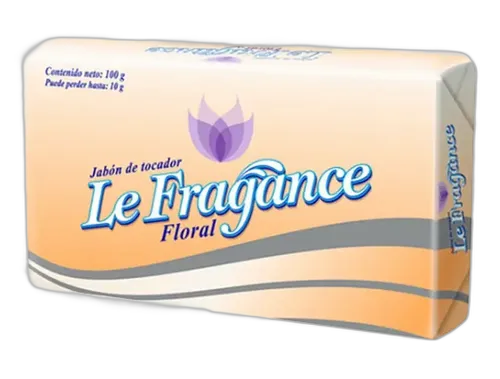 Contenido neto: 100 g
Puede perder hasta: 10 g
Jabón de tocador
Le Fragance
Floral
Le Fragance